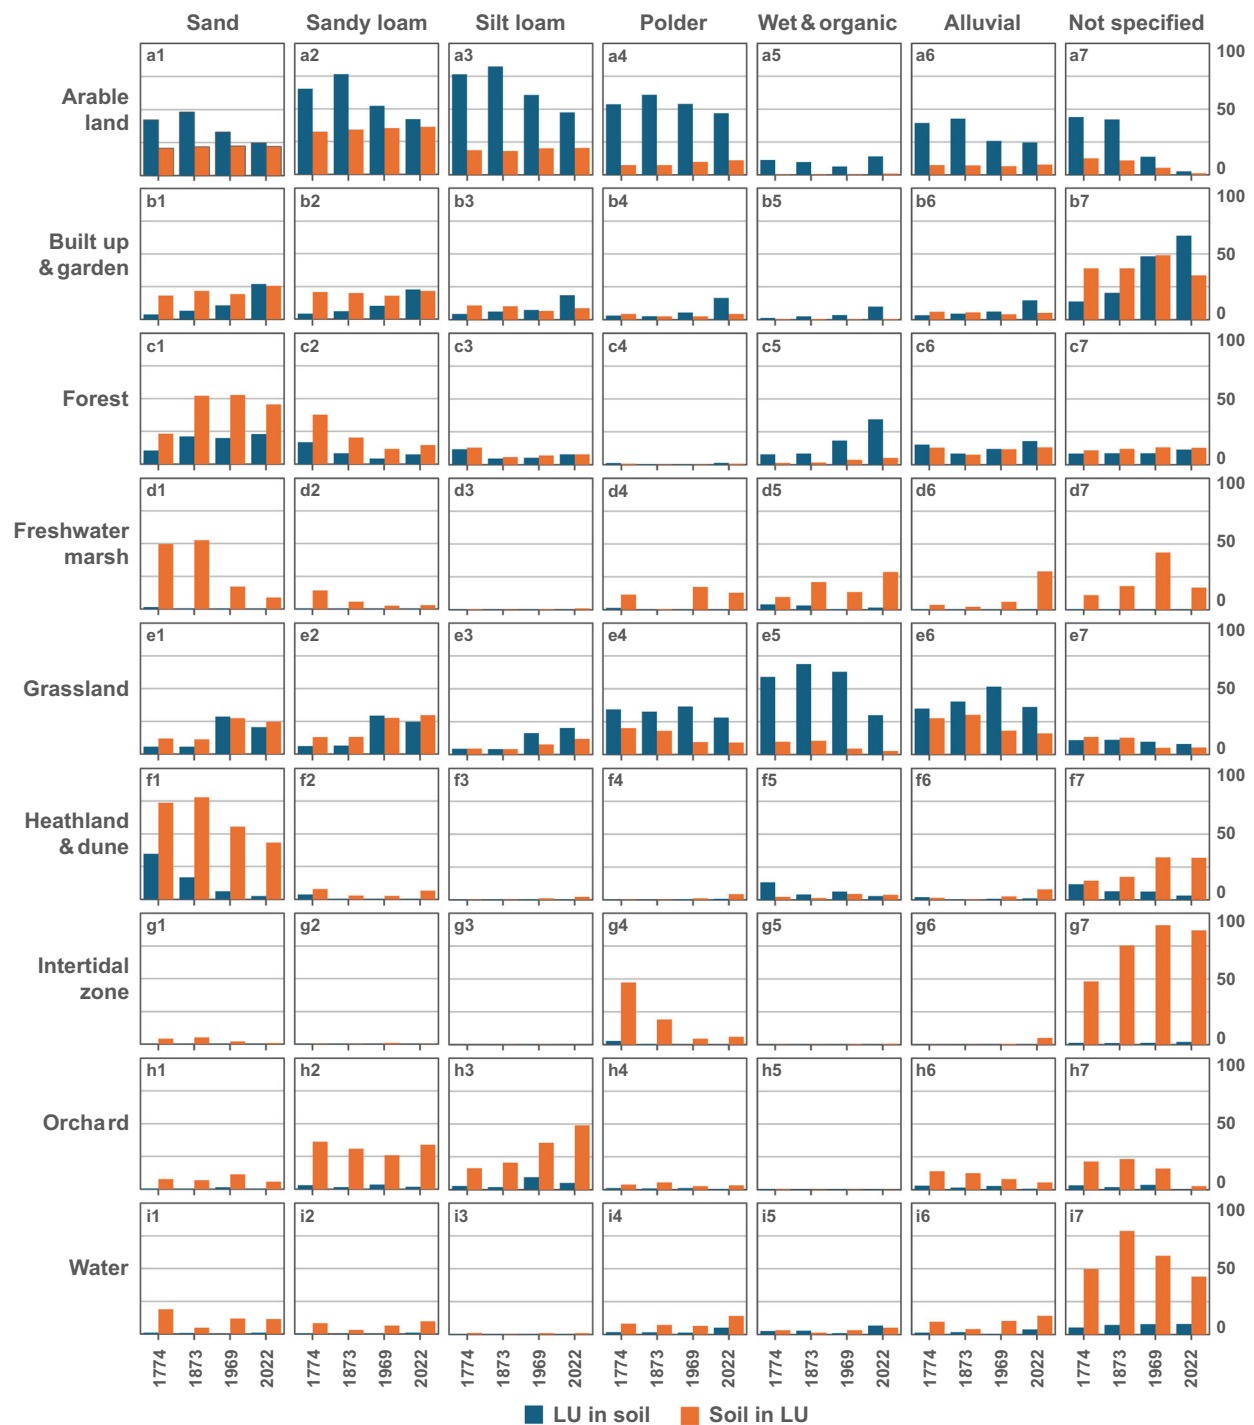 Sand Sandy loam Silt loam Polder Wet & organic Alluvial Not specified
a1 a2 a3 a4 a5 a6 a7 100
Arable
land
50
0
b1 b2 b3 b4 b5 b6 b7 100
Built up
& garden
50
0
c1 c2 c3 c4 c5 c6 c7 100
Forest 50
0
d1 d2 d3 d4 d5 d6 d7 100
Freshwater
marsh
50
0
e1 e2 e3 e4 e5 e6 e7 100
Grassland 50
0
f1 f2 f3 f4 f5 f6 f7 100
Heathland
& dune
50
0
g1 g2 g3 g4 g5 g6 g7 100
Intertidal
zone
50
0
h1 h2 h3 h4 h5 h6 h7 100
Orchard 50
0
i1 i2 i3 i4 i5 i6 i7 100
Water 50
0
1774 1873 1969 2022 1774 1873 1969 2022 1774 1873 1969 2022 1774 1873 1969 2022 1774 1873 1969 2022 1774 1873 1969 2022 1774 1873 1969 2022
LU in soil Soil in LU